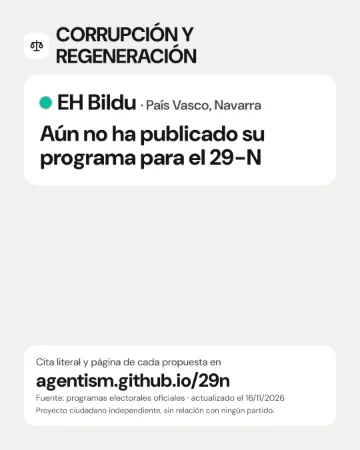 CORRUPCIÓN Y
REGENERACIÓN
EH Bildu · País Vasco, Navarra
Aún no ha publicado su
programa para el 29-N
Cita literal y página de cada propuesta en
agentism.github.io/29n
Fuente: programas electorales oficiales · actualizado el 16/11/2026
Proyecto ciudadano independiente, sin relación con ningún partido.